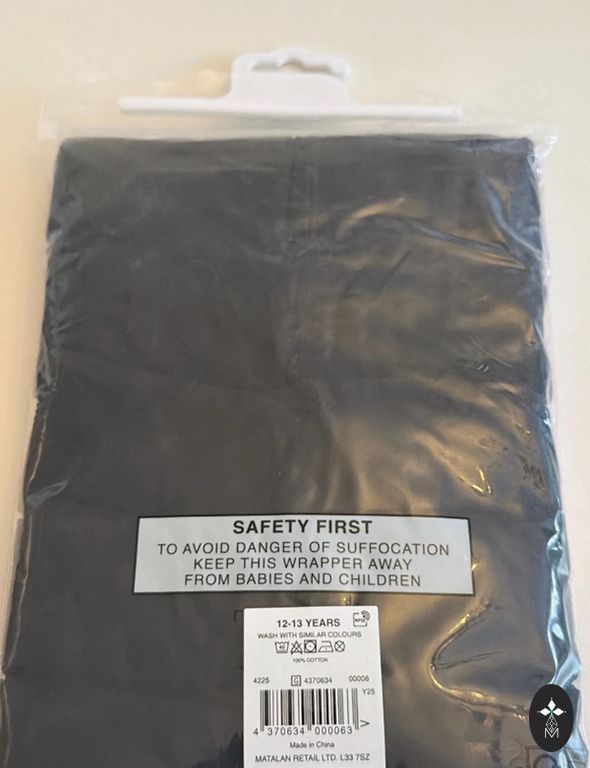 SAFETY FIRST
TO AVOID DANGER OF SUFFOCATION
KEEP THIS WRAPPER AWAY
FROM BABIES AND CHILDREN
12-13 YEARS
RFID
WASH WITH SIMILAR COLOURS
40
100% COTTON
4225 G 4370634 00006
Y25
4 370634 000063 V
Made in China
MATALAN RETAIL LTD. L33 7SZ
M